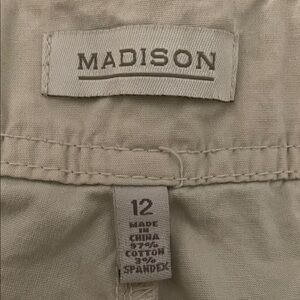 MADISON
12
MADE
IN
CHINA
97%
COTTON
3%
SPANDEX